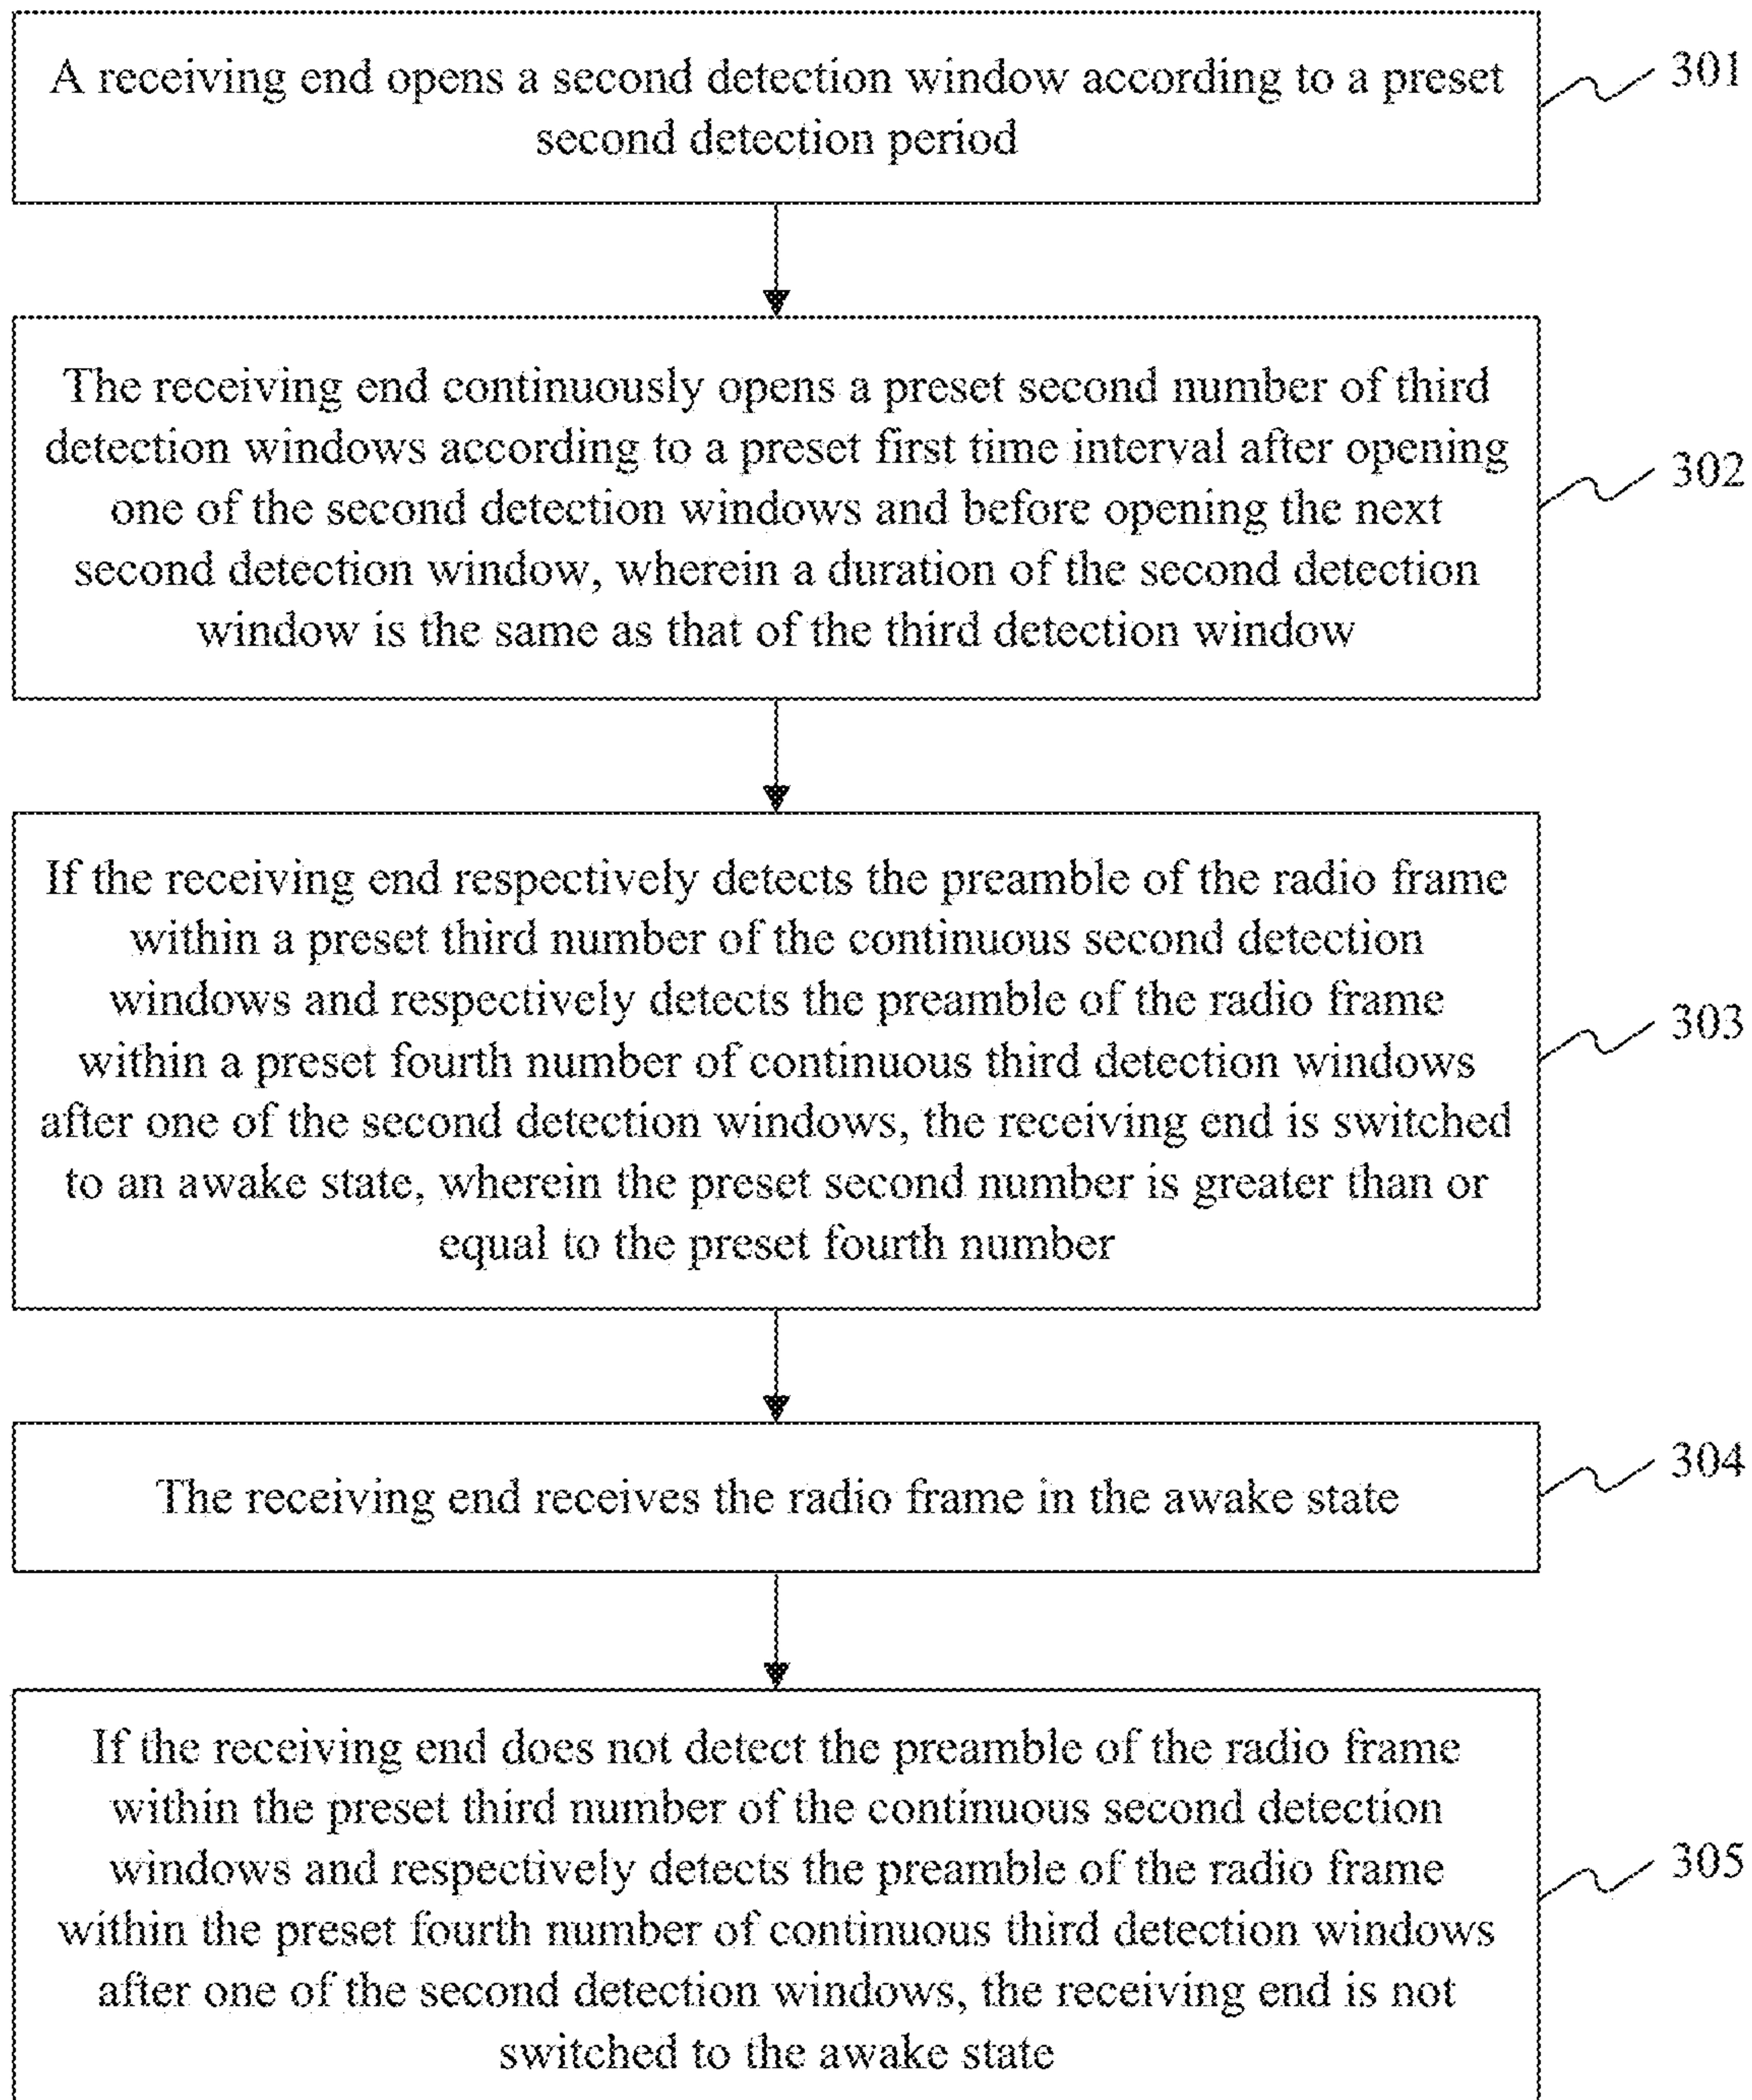 A receiving end opens a second detection window according to a preset
second detection period
301
The receiving end continuously opens a preset second number of third
detection windows according to a preset first time interval after opening
one of the second detection windows and before opening the next
second detection window, wherein a duration of the second detection
window is the same as that of the third detection window
302
If the receiving end respectively detects the preamble of the radio frame
within a preset third number of the continuous second detection
windows and respectively detects the preamble of the radio frame
within a preset fourth number of continuous third detection windows
after one of the second detection windows, the receiving end is switched
to an awake state, wherein the preset second number is greater than or
equal to the preset fourth number
303
The receiving end receives the radio frame in the awake state
304
If the receiving end does not detect the preamble of the radio frame
within the preset third number of the continuous second detection
windows and respectively detects the preamble of the radio frame
within the preset fourth number of continuous third detection windows
after one of the second detection windows, the receiving end is not
switched to the awake state
305